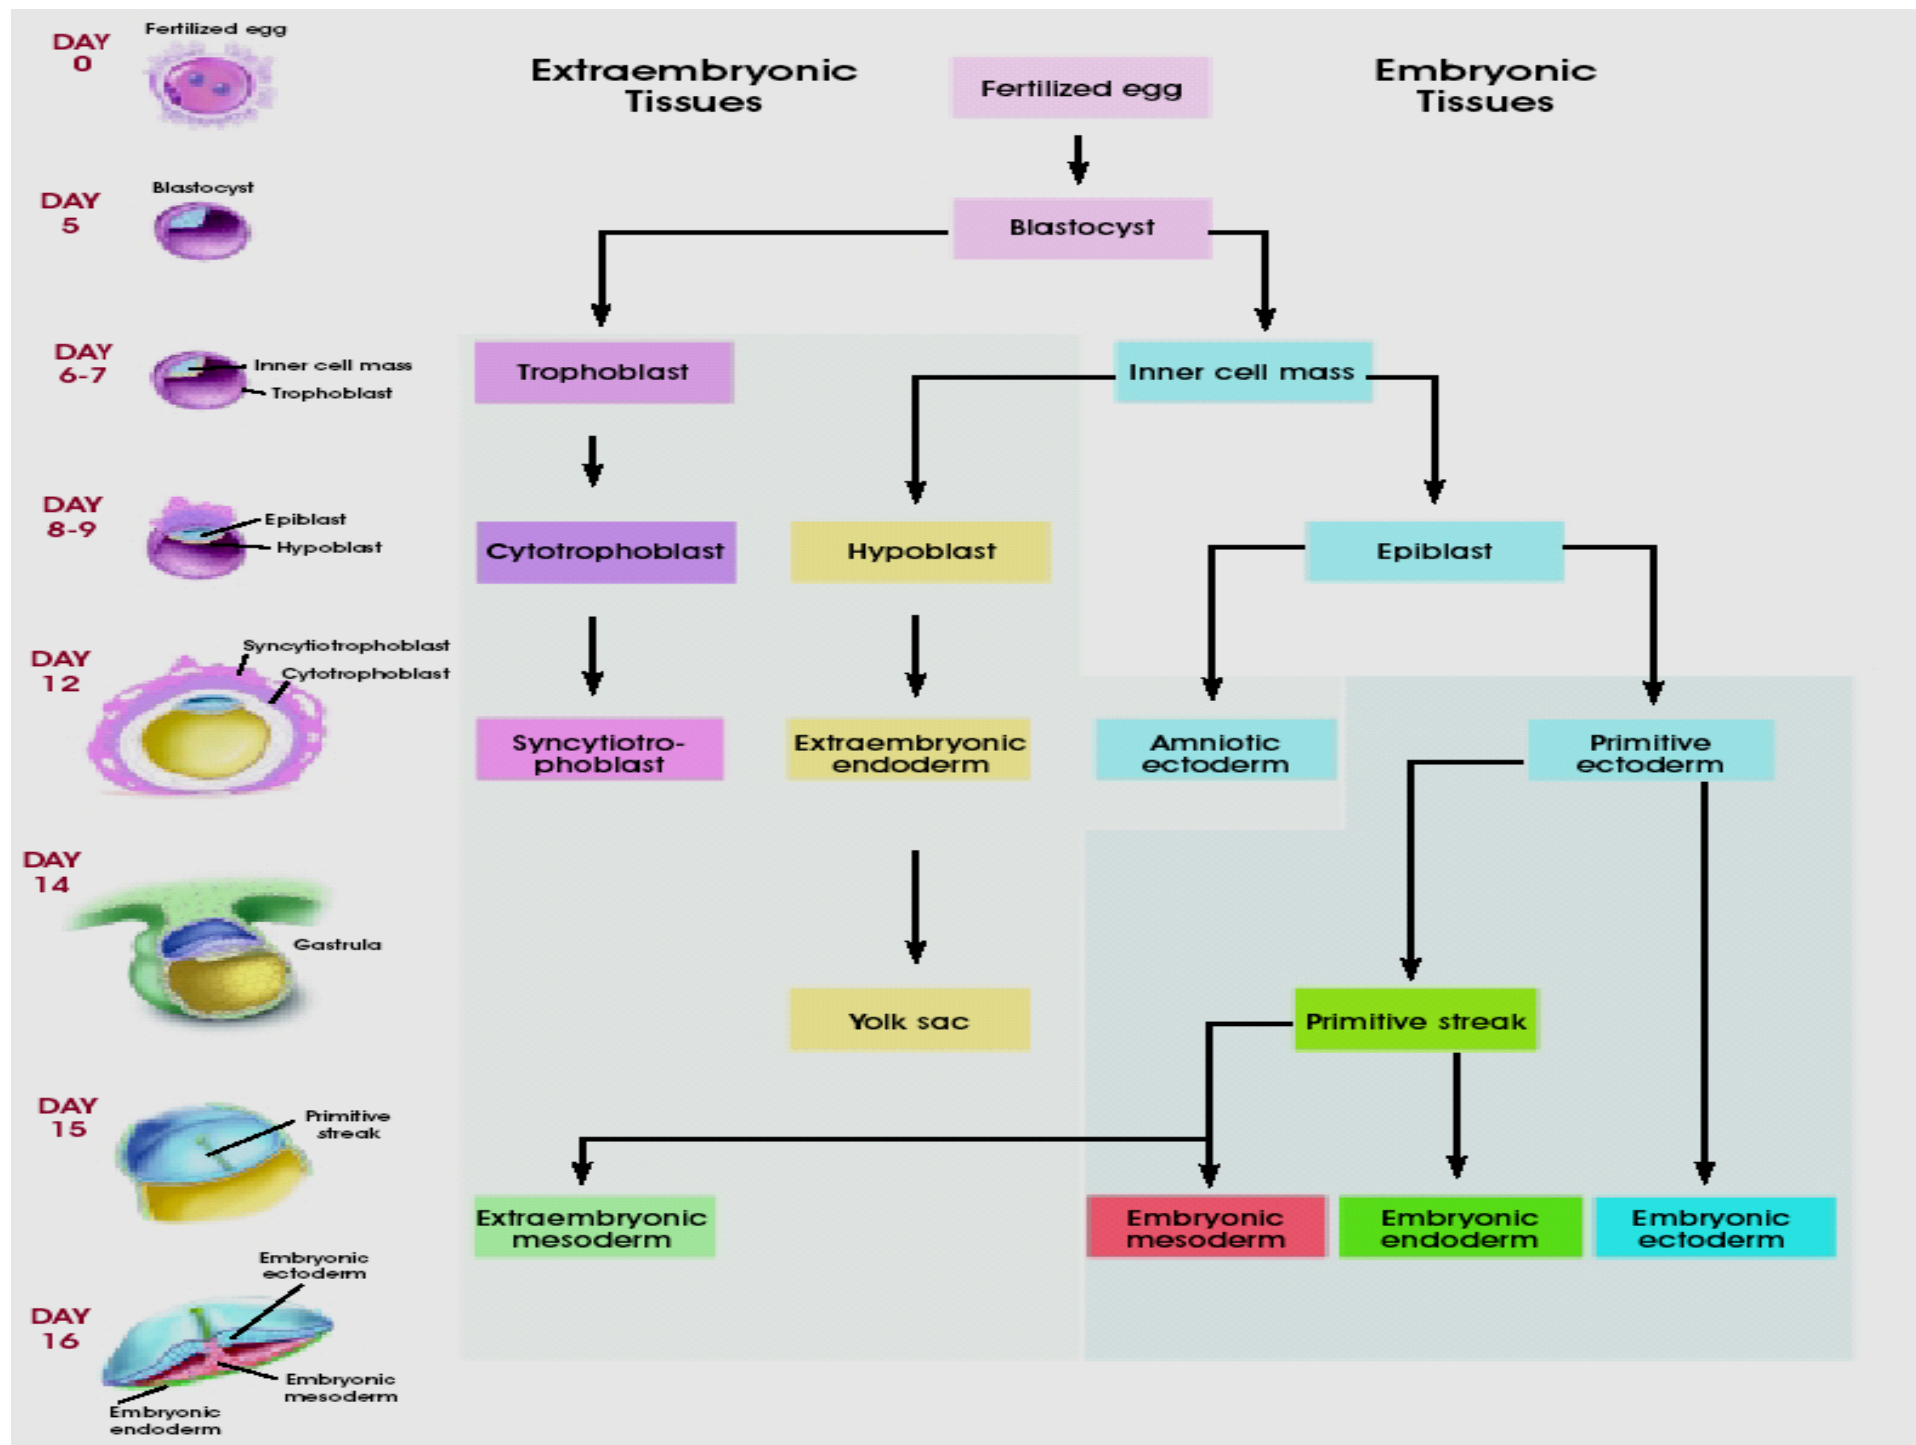 DAY
0
Fertilized egg
Extraembryonic
Tissues
Fertilized egg
Embryonic
Tissues
DAY
5
Blastocyst
Blastocyst
DAY
6-7
Inner cell mass
Trophoblast
Trophoblast
Inner cell mass
DAY
8-9
Epiblast
Hypoblast
Cytotrophoblast
Hypoblast
Epiblast
DAY
12
Syncytiotrophoblast
Cytotrophoblast
Syncytiotro-
phoblast
Extraembryonic
endoderm
Amniotic
ectoderm
Primitive
ectoderm
DAY
14
Gastrula
Yolk sac
Primitive streak
DAY
15
Primitive
streak
Extraembryonic
mesoderm
Embryonic
mesoderm
Embryonic
endoderm
Embryonic
ectoderm
DAY
16
Embryonic
ectoderm
Embryonic
mesoderm
Embryonic
endoderm